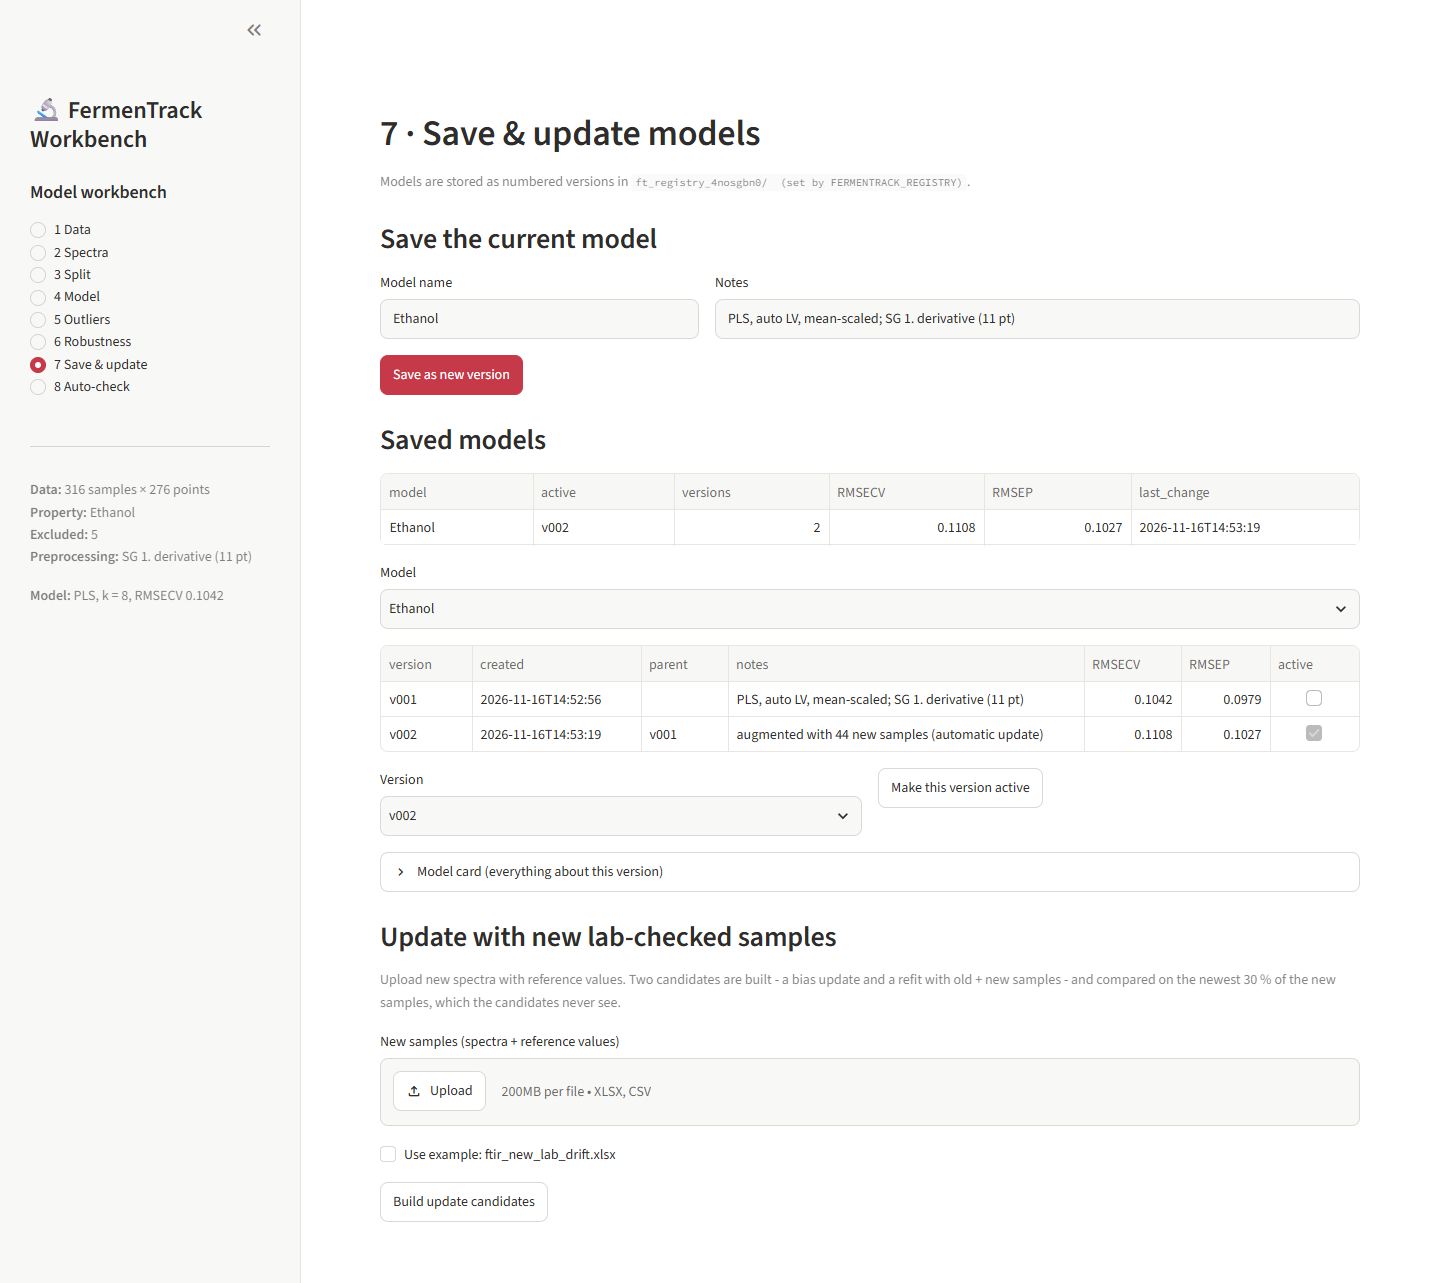 FermenTrack
Workbench
Model workbench
1 Data
2 Spectra
3 Split
4 Model
5 Outliers
6 Robustness
7 Save & update
8 Auto-check
Data: 316 samples × 276 points
Property: Ethanol
Excluded: 5
Preprocessing: SG 1. derivative (11 pt)
Model: PLS, k = 8, RMSECV 0.1042
7 · Save & update models
Models are stored as numbered versions in ft_registry_4nosgbn0/ (set by FERMENTRACK_REGISTRY) .
Save the current model
Model name Notes
Ethanol PLS, auto LV, mean-scaled; SG 1. derivative (11 pt)
Save as new version
Saved models
model active versions RMSECV RMSEP last_change
Ethanol v002 2 0.1108 0.1027 2026-11-16T14:53:19
Model
Ethanol
version created parent notes RMSECV RMSEP active
v001 2026-11-16T14:52:56 PLS, auto LV, mean-scaled; SG 1. derivative (11 pt) 0.1042 0.0979
v002 2026-11-16T14:53:19 v001 augmented with 44 new samples (automatic update) 0.1108 0.1027
Version
v002
Make this version active
Model card (everything about this version)
Update with new lab-checked samples
Upload new spectra with reference values. Two candidates are built - a bias update and a refit with old + new samples - and compared on the newest 30 % of the new
samples, which the candidates never see.
New samples (spectra + reference values)
Upload 200MB per file • XLSX, CSV
Use example: ftir_new_lab_drift.xlsx
Build update candidates